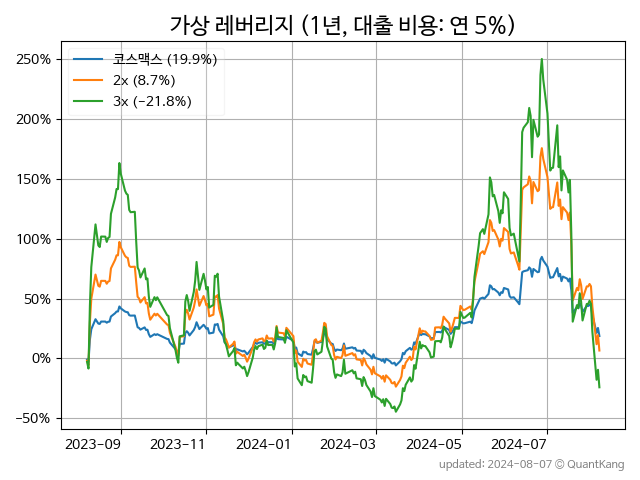 가상 레버리지 (1년, 대출 비용: 연 5%)
코스맥스 (19.9%)
2x (8.7%)
3x (−21.8%)
250%
200%
150%
100%
50%
0%
−50%
2023-09
2023-11
2024-01
2024-03
2024-05
2024-07
updated: 2024-08-07 © QuantKang